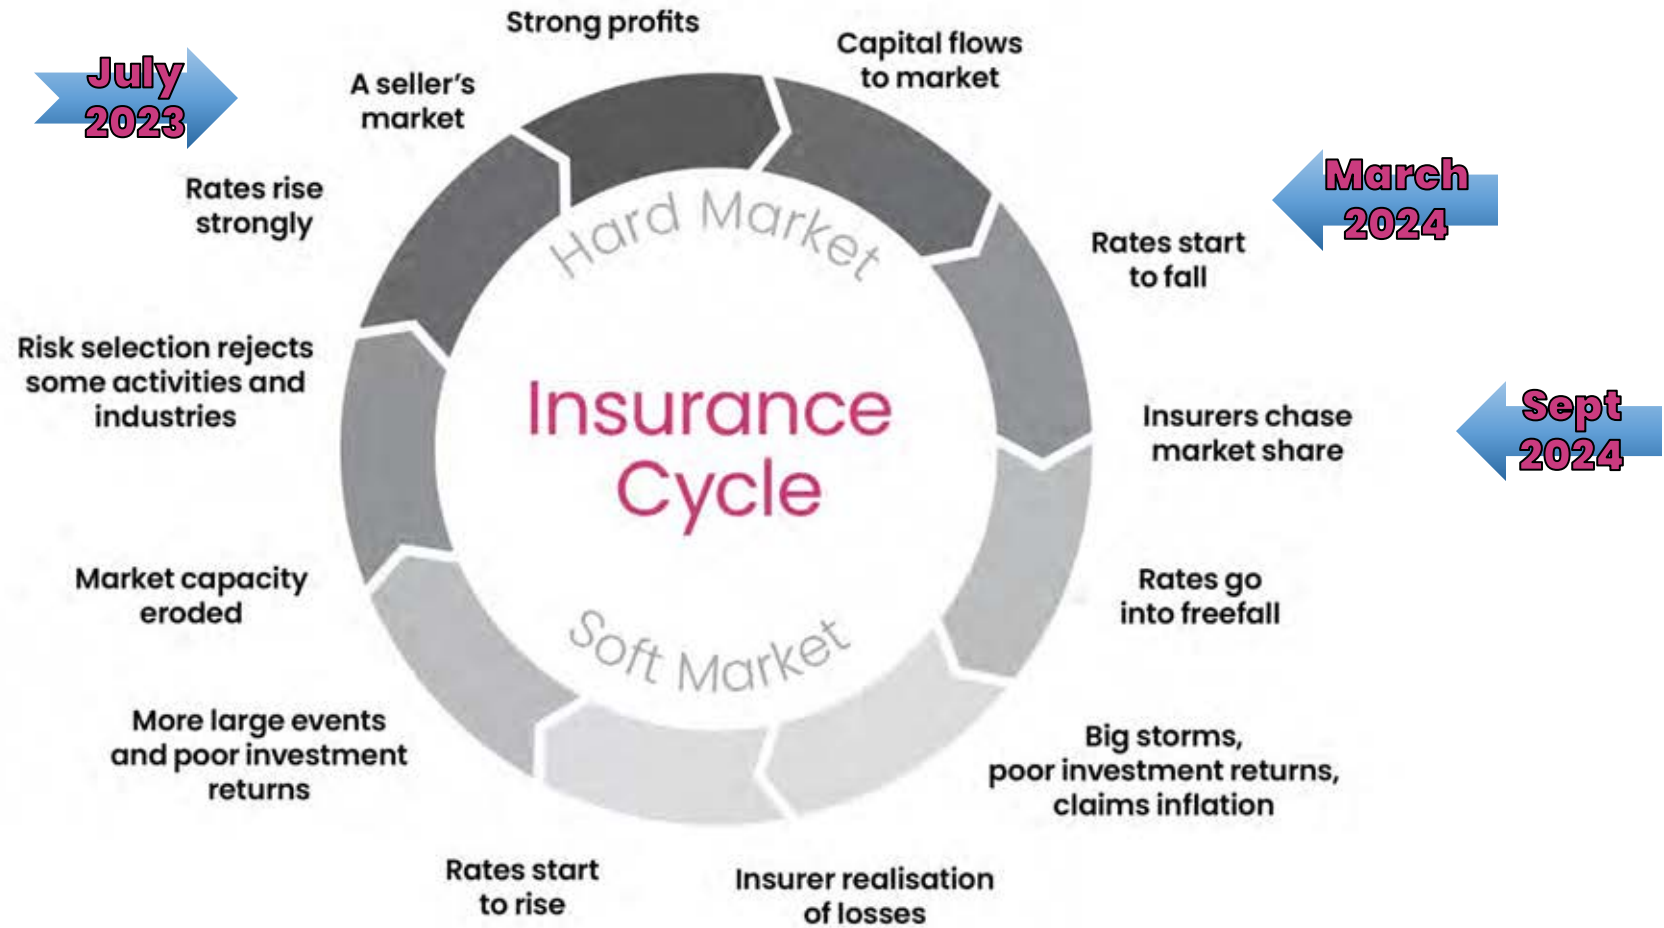 Strong profits
Capital flows
to market
July
2023
A seller's
market
March
2024
Rates rise
strongly
Hard Market
Rates start
to fall
Risk selection rejects
some activities and
industries
Insurance
Cycle
Insurers chase
market share
Sept
2024
Market capacity
eroded
Rates go
into freefall
Soft Market
More large events
and poor investment
returns
Big storms,
poor investment returns,
claims inflation
Rates start
to rise
Insurer realisation
of losses